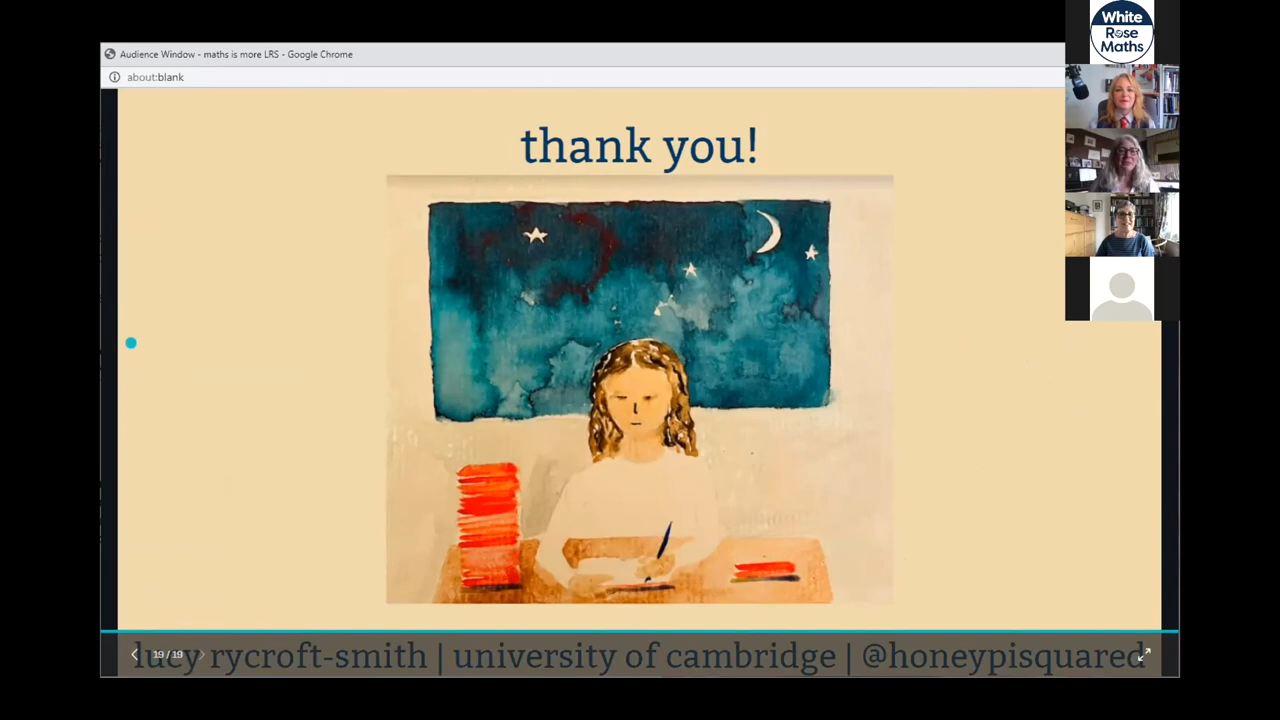 White
Rose
Maths
Audience Window - maths is more LRS - Google Chrome
about:blank
thank you!
lucy rycroft-smith | university of cambridge | @honeypisquared
19 / 19